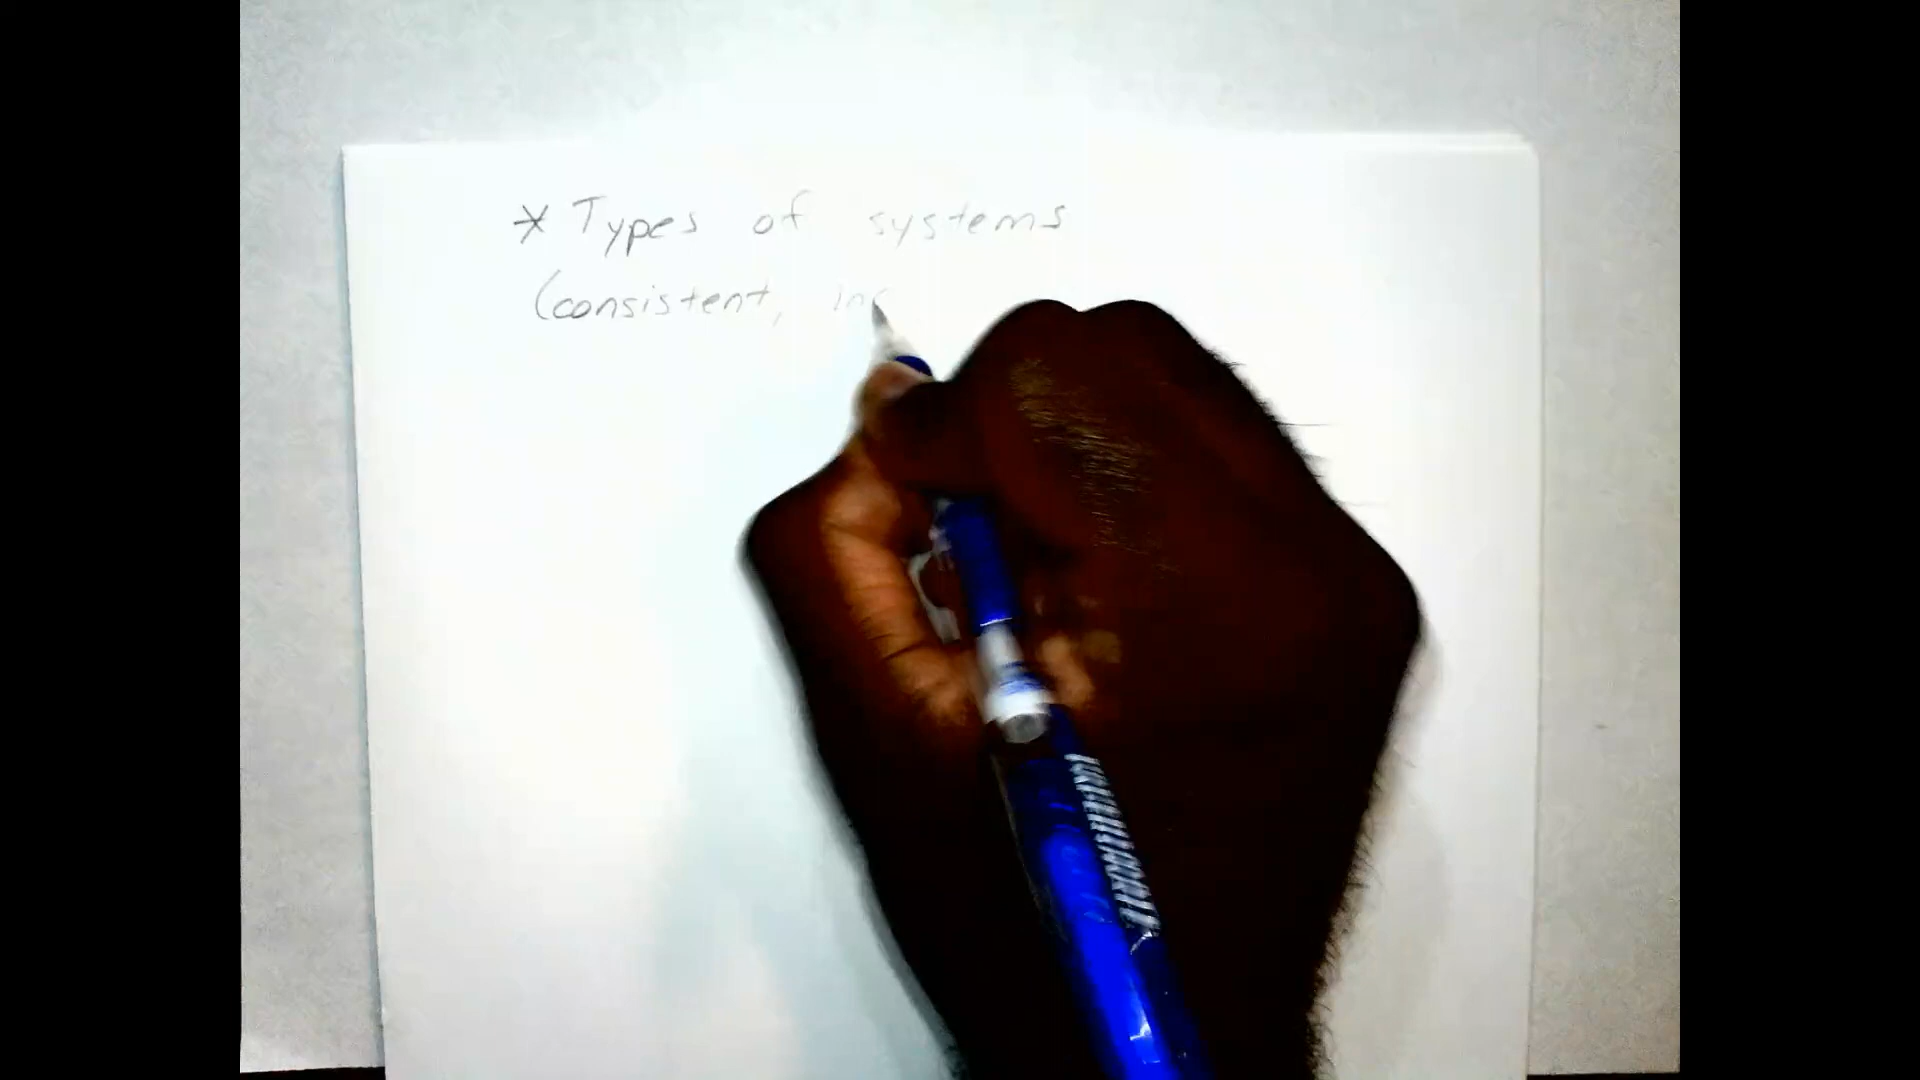 * Types of systems
(consistent, inc